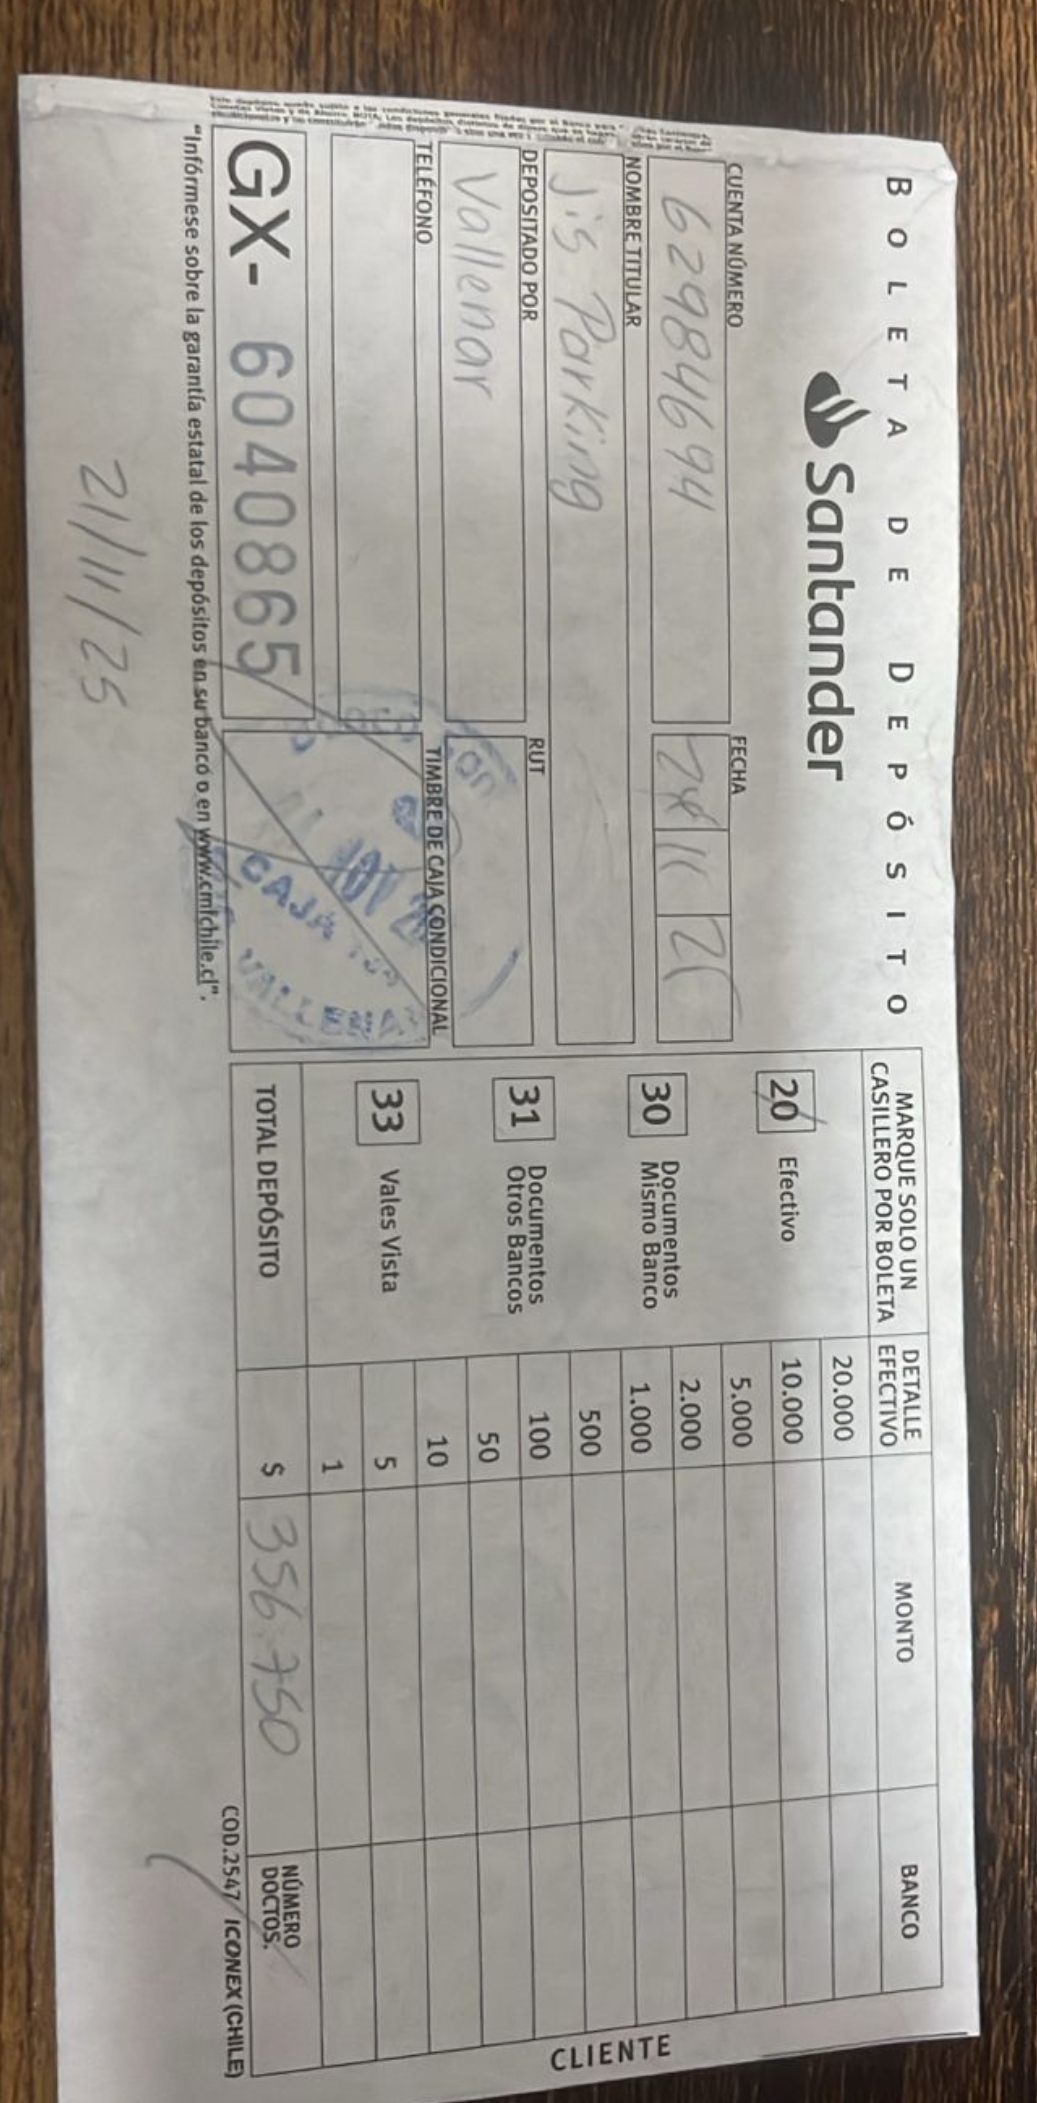 BOLETA DE DEPÓSITO
Santander
CUENTA NÚMERO
629846694
FECHA
11
NOMBRE TITULAR
Jis Parking
DEPOSITADO POR
Vallenar
RUT
TELÉFONO
TIMBRE DE CAJA CONDICIONAL
CAJA
GX- 6040865
"Infórmese sobre la garantía estatal de los depósitos en su banco o en www.cmfchile.cl".
21/11/25
MARQUE SOLO UN
CASILLERO POR BOLETA
20 Efectivo
30 Documentos
Mismo Banco
31 Documentos
Otros Bancos
33 Vales Vista
DETALLE
EFECTIVO
MONTO
BANCO
20.000
10.000
5.000
2.000
1.000
500
100
50
10
5
1
TOTAL DEPÓSITO $ 356.750
NÚMERO
DOCTOS.
COD.2547 ICONEX (CHILE)
CLIENTE